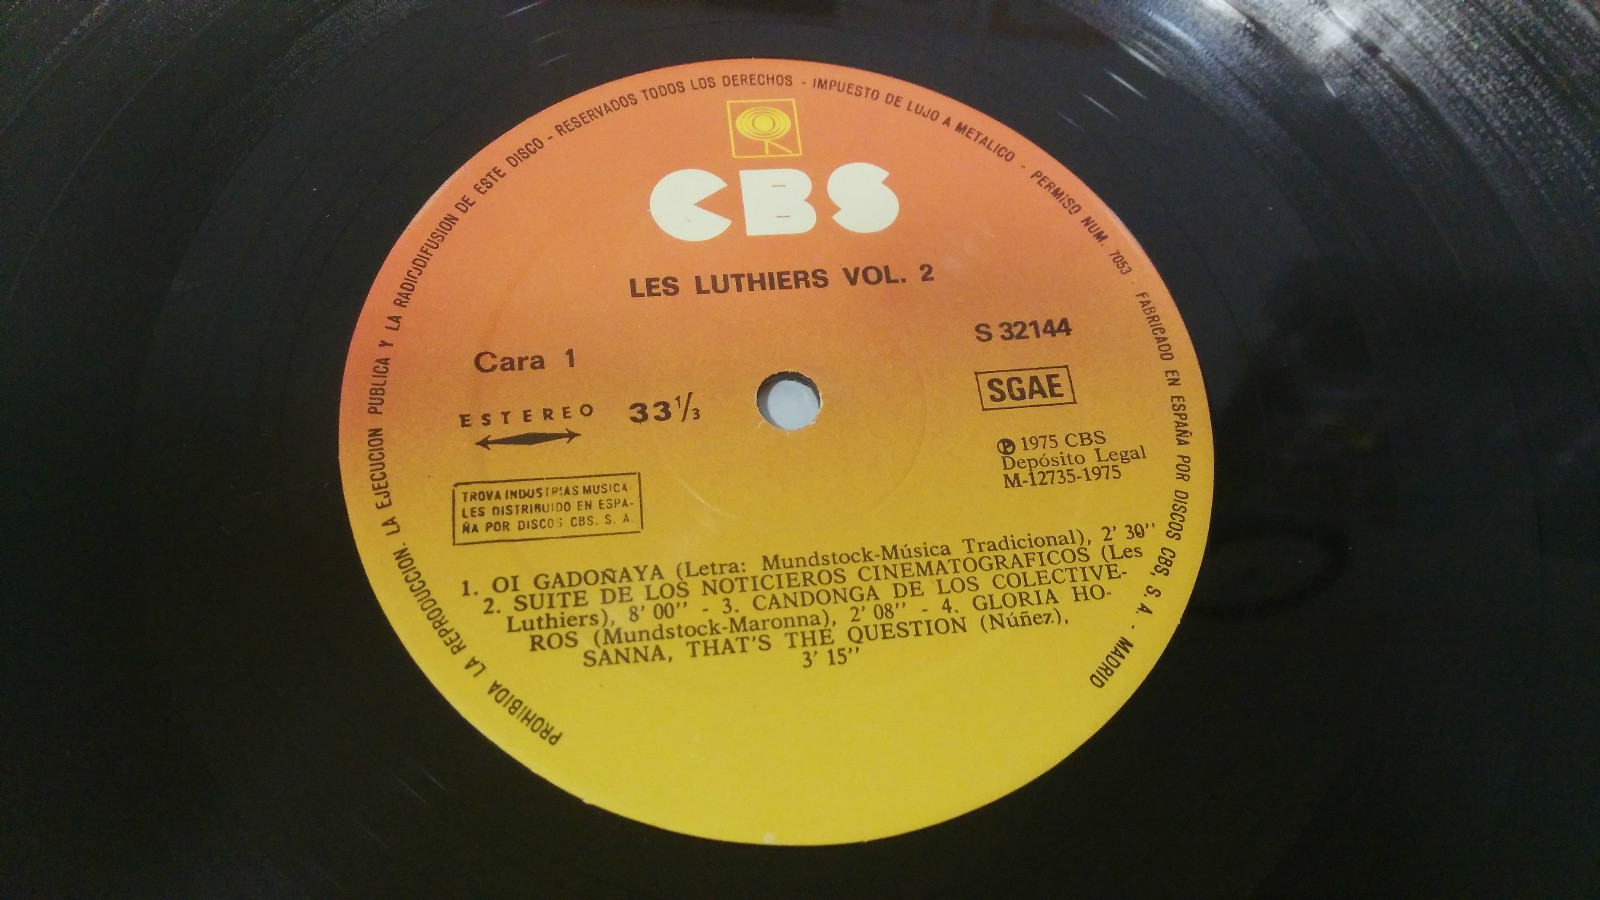 PROHIBIDA LA REPRODUCCION, LA EJECUCION PUBLICA Y LA RADIODIFUSION DE ESTE DISCO - RESERVADOS TODOS LOS DERECHOS - IMPUESTO DE LUJO A METALICO - PERMISO NUM. 7053 · FABRICADO EN ESPAÑA POR DISCOS CBS, S. A. - MADRID
CBS
LES LUTHIERS VOL. 2
S 32144
Cara 1
SGAE
ESTEREO 33 1/3
Ⓟ 1975 CBS
Depósito Legal
M-12735-1975
TROVA INDUSTRIAS MUSICA-
LES DISTRIBUIDO EN ESPA-
ÑA POR DISCOS CBS. S. A.
1. OI GADOÑAYA (Letra: Mundstock-Música Tradicional), 2' 30''
2. SUITE DE LOS NOTICIEROS CINEMATOGRAFICOS (Les
Luthiers), 8' 00'' - 3. CANDONGA DE LOS COLECTIVE-
ROS (Mundstock-Maronna), 2' 08'' - 4. GLORIA HO-
SANNA, THAT'S THE QUESTION (Núñez),
3' 15''